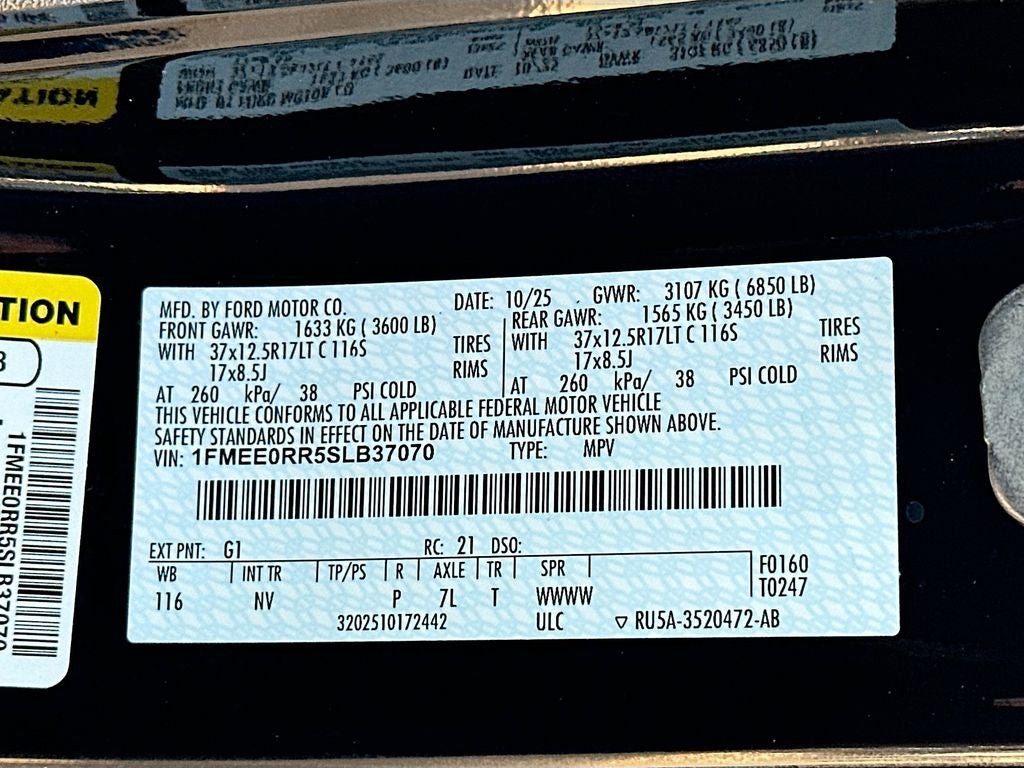 TION
1FMEE0RR5SLB37070
MFD. BY FORD MOTOR CO.
DATE: 10/25 . GVWR: 3107 KG ( 6850 LB)
FRONT GAWR: 1633 KG ( 3600 LB)
REAR GAWR: 1565 KG ( 3450 LB)
WITH 37x12.5R17LT C 116S TIRES
WITH 37x12.5R17LT C 116S TIRES
17x8.5J RIMS
17x8.5J RIMS
AT 260 kPa/ 38 PSI COLD
AT 260 kPa/ 38 PSI COLD
THIS VEHICLE CONFORMS TO ALL APPLICABLE FEDERAL MOTOR VEHICLE
SAFETY STANDARDS IN EFFECT ON THE DATE OF MANUFACTURE SHOWN ABOVE.
VIN: 1FMEE0RR5SLB37070 TYPE: MPV
EXT PNT: G1 RC: 21 DSO:
WB INT TR TP/PS R AXLE TR SPR F0160
116 NV P 7L T WWWW T0247
3202510172442 ULC ▽ RU5A-3520472-AB